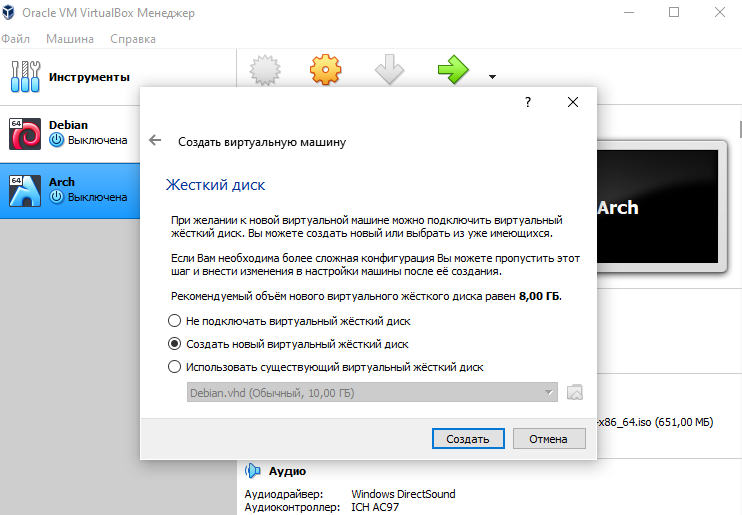 Oracle VM VirtualBox Менеджер
Файл Машина Справка
Инструменты
64
Debian
Выключена
64
Arch
Выключена
?
Создать виртуальную машину
Жесткий диск
При желании к новой виртуальной машине можно подключить виртуальный
жёсткий диск. Вы можете создать новый или выбрать из уже имеющихся.
Если Вам необходима более сложная конфигурация Вы можете пропустить этот
шаг и внести изменения в настройки машины после её создания.
Рекомендуемый объём нового виртуального жёсткого диска равен 8,00 ГБ.
Не подключать виртуальный жёсткий диск
Создать новый виртуальный жёсткий диск
Использовать существующий виртуальный жёсткий диск
Debian.vhd (Обычный, 10,00 ГБ)
Создать Отмена
Arch
-x86_64.iso (651,00 МБ)
Аудио
Аудиодрайвер: Windows DirectSound
Аудиоконтроллер: ICH AC97